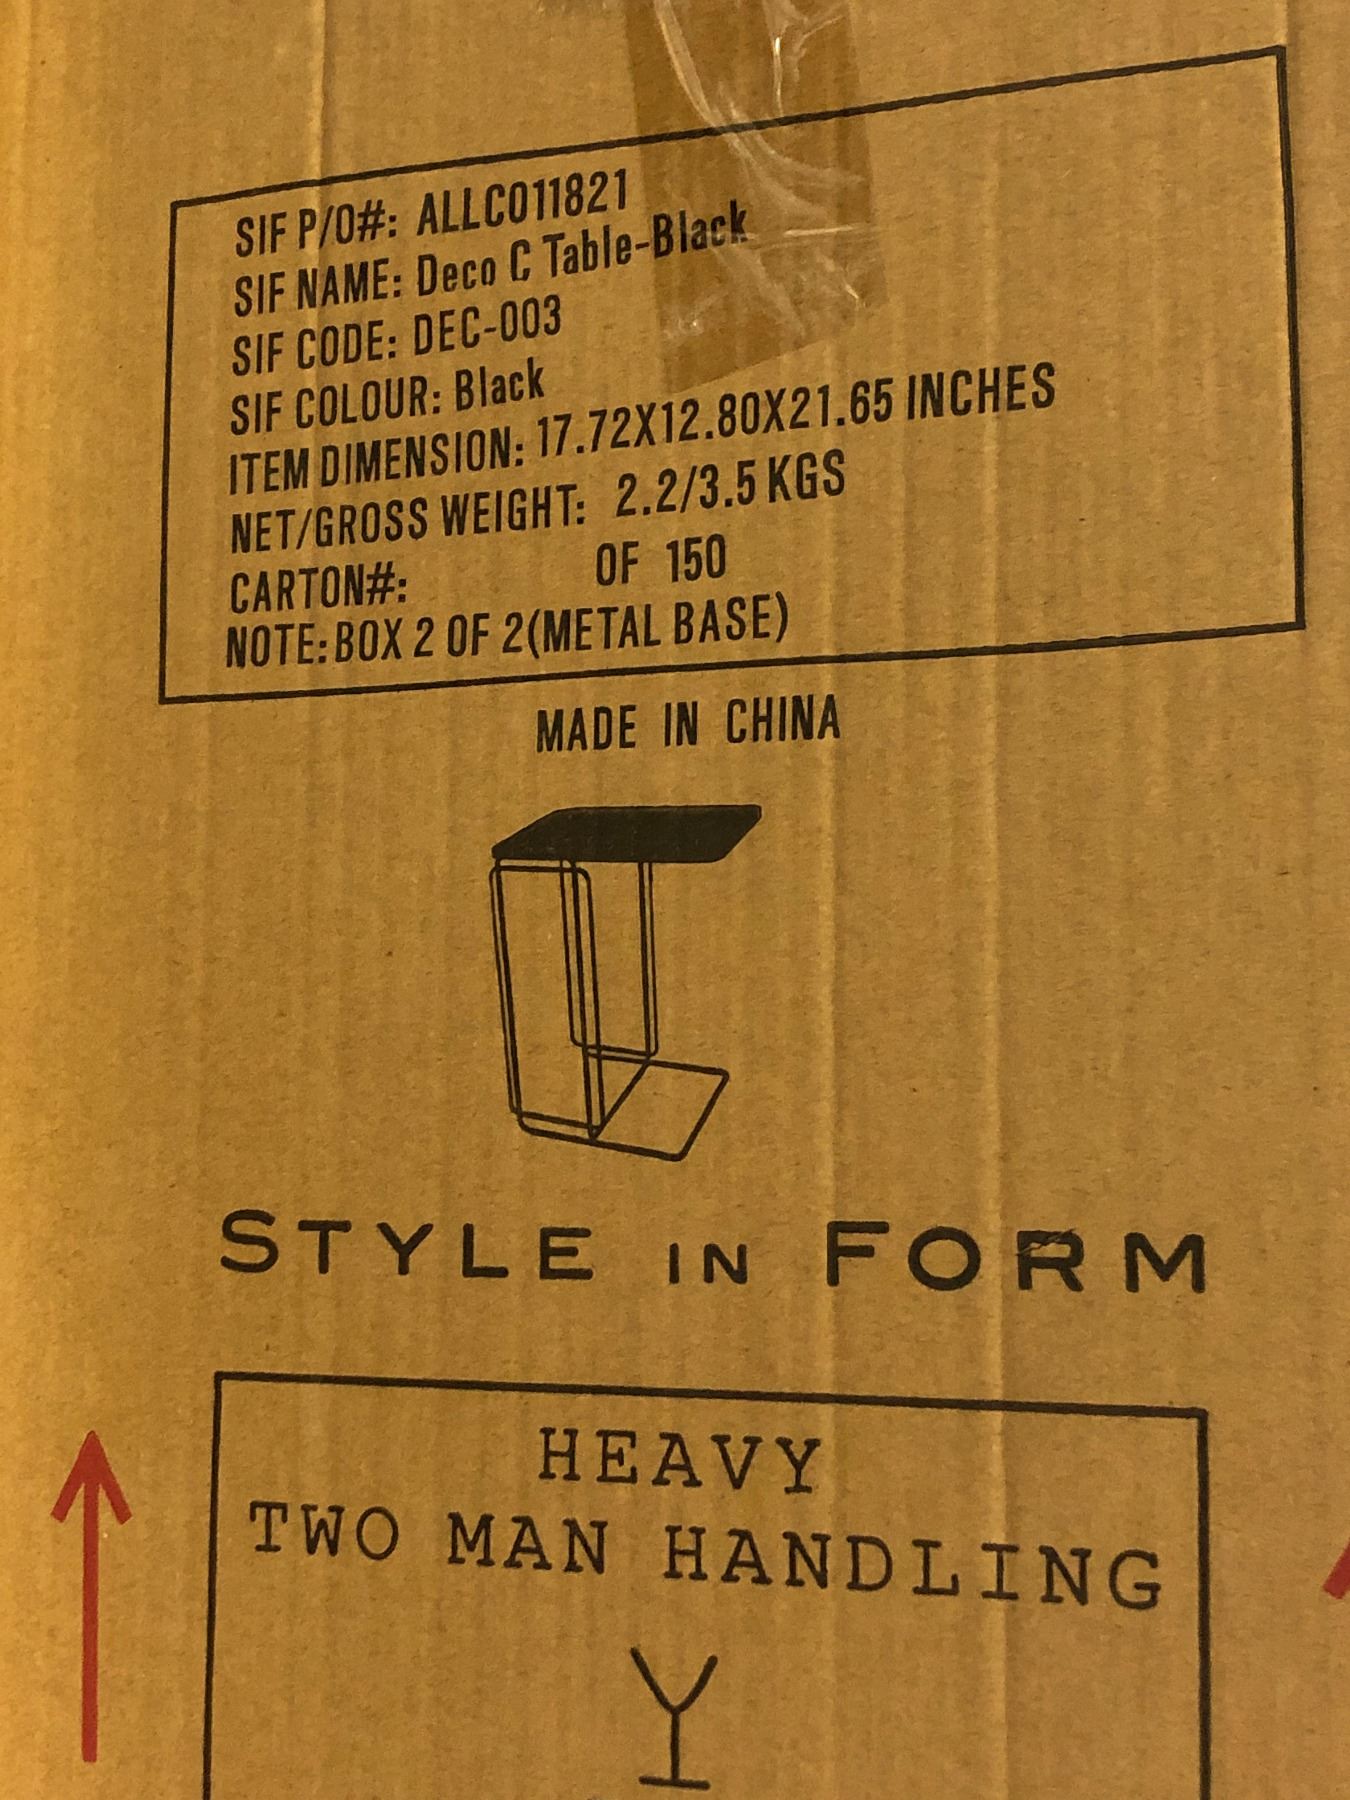 SIF P/O#: ALLC011821
SIF NAME: Deco C Table-Black
SIF CODE: DEC-003
SIF COLOUR: Black
ITEM DIMENSION: 17.72X12.80X21.65 INCHES
NET/GROSS WEIGHT: 2.2/3.5 KGS
CARTON#: OF 150
NOTE: BOX 2 OF 2(METAL BASE)
MADE IN CHINA
STYLE IN FORM
HEAVY
TWO MAN HANDLING